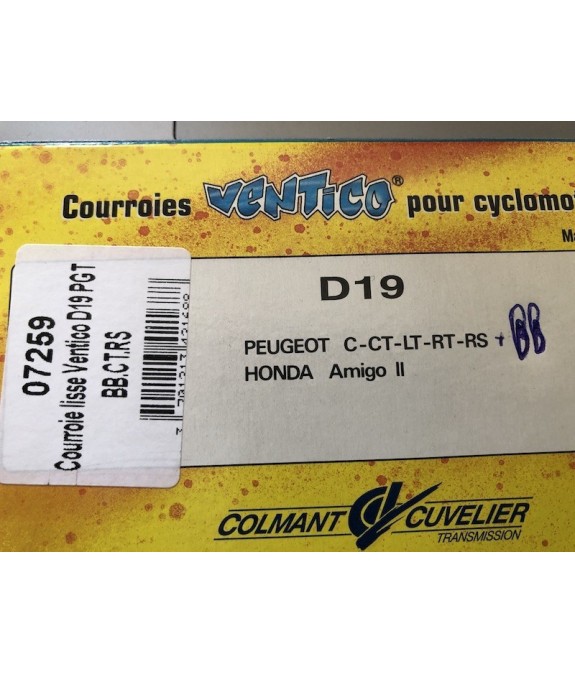 Courroies VENTICO® pour cyclomo
Ma
D19
PEUGEOT C-CT-LT-RT-RS + BB
HONDA Amigo II
COLMANT CUVELIER
TRANSMISSION
07259
Courroie lisse Ventico D19 PGT
BB.CT.RS